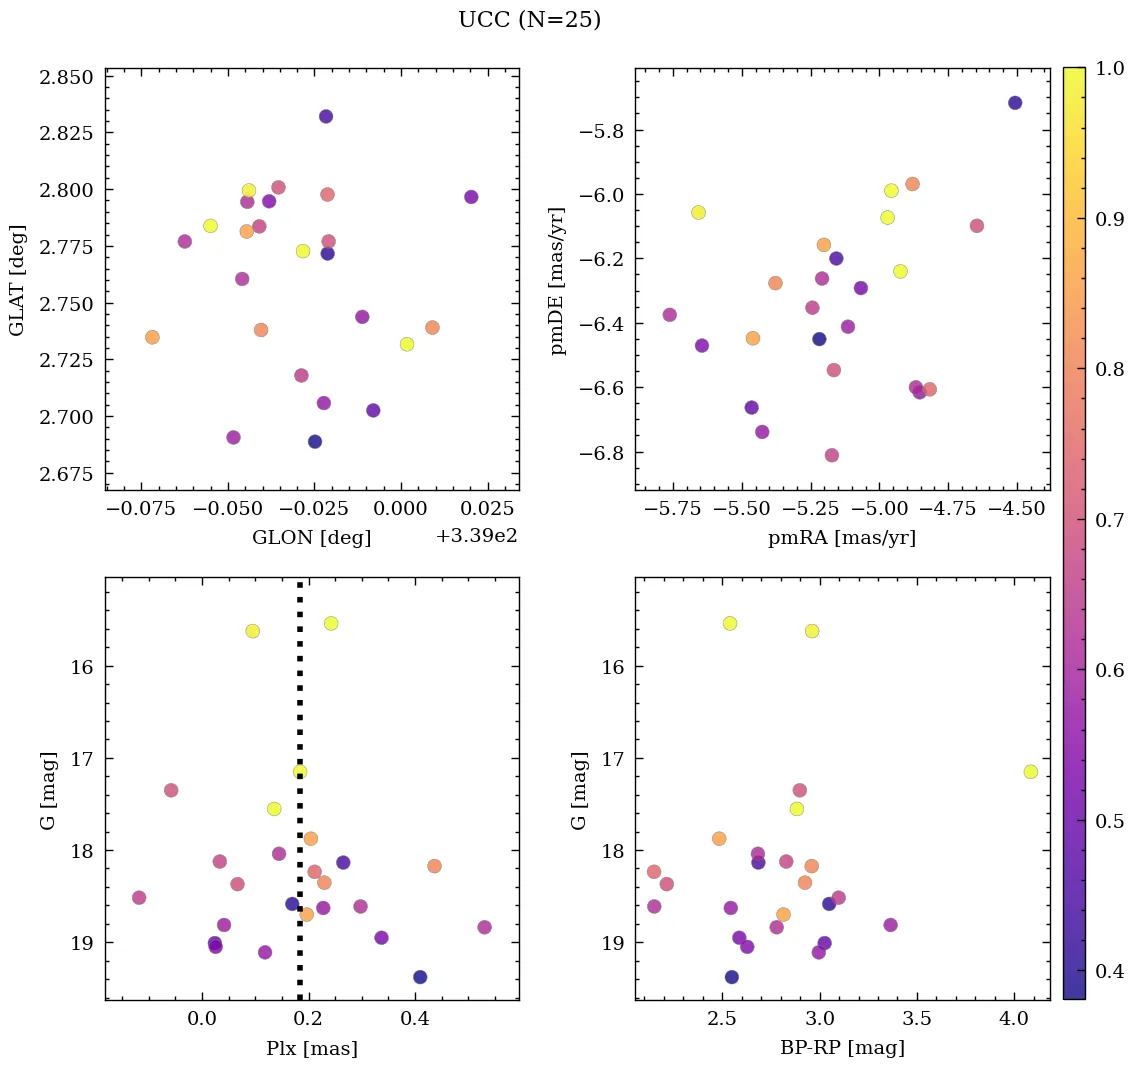 UCC (N=25)
2.850
2.825
2.800
2.775
2.750
2.725
2.700
2.675
GLAT [deg]
−0.075 −0.050 −0.025 0.000 0.025
GLON [deg]
+3.39e2
−5.8
−6.0
−6.2
−6.4
−6.6
−6.8
pmDE [mas/yr]
−5.75 −5.50 −5.25 −5.00 −4.75 −4.50
pmRA [mas/yr]
16
17
18
19
G [mag]
0.0 0.2 0.4
Plx [mas]
16
17
18
19
G [mag]
2.5 3.0 3.5 4.0
BP-RP [mag]
1.0
0.9
0.8
0.7
0.6
0.5
0.4